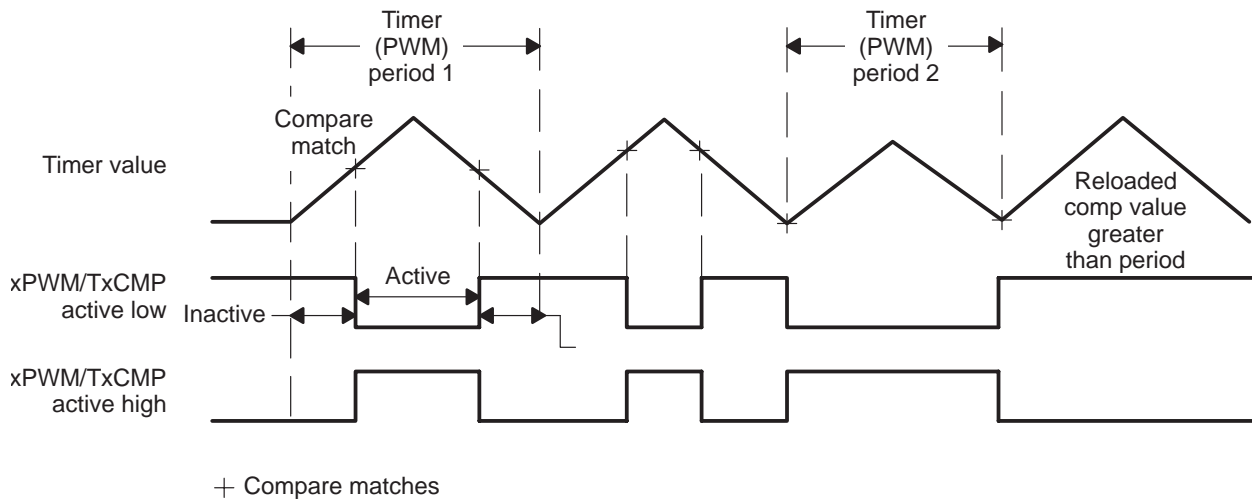 Timer
(PWM)
period 1
Timer
(PWM)
period 2
Compare
match
Timer value
Reloaded
comp value
greater
than period
xPWM/TxCMP
active low
Active
Inactive
xPWM/TxCMP
active high
+ Compare matches